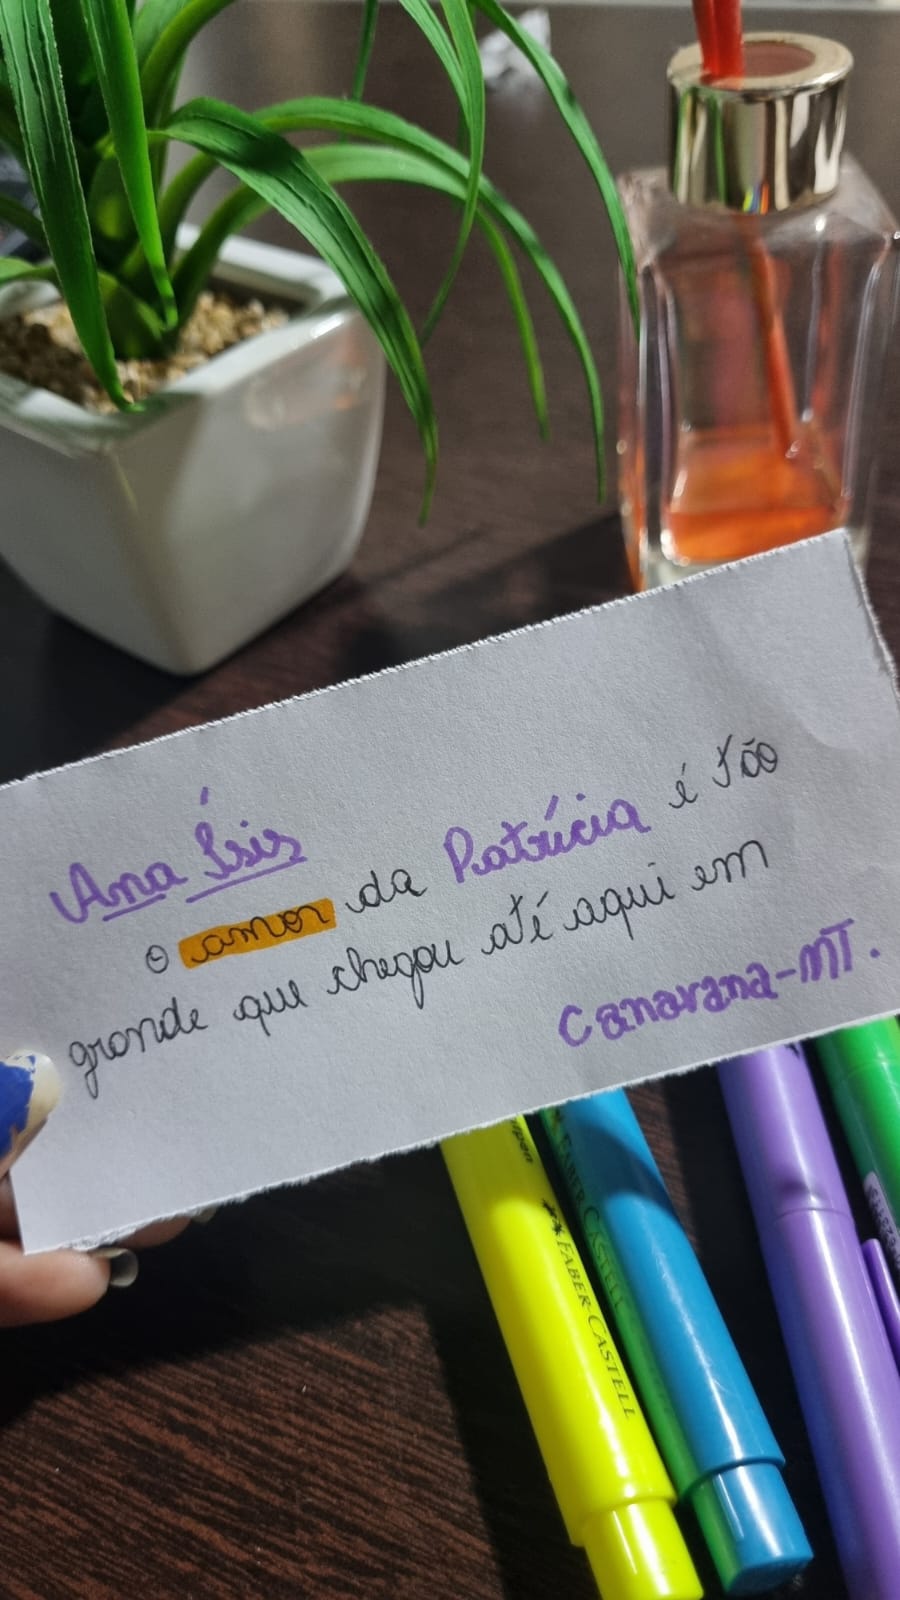 Ana Ísis
o amor da Patrícia é tão
grande que chegou até aqui em
Canarana-MT.
FABER-CASTELL
FABER-CASTELL